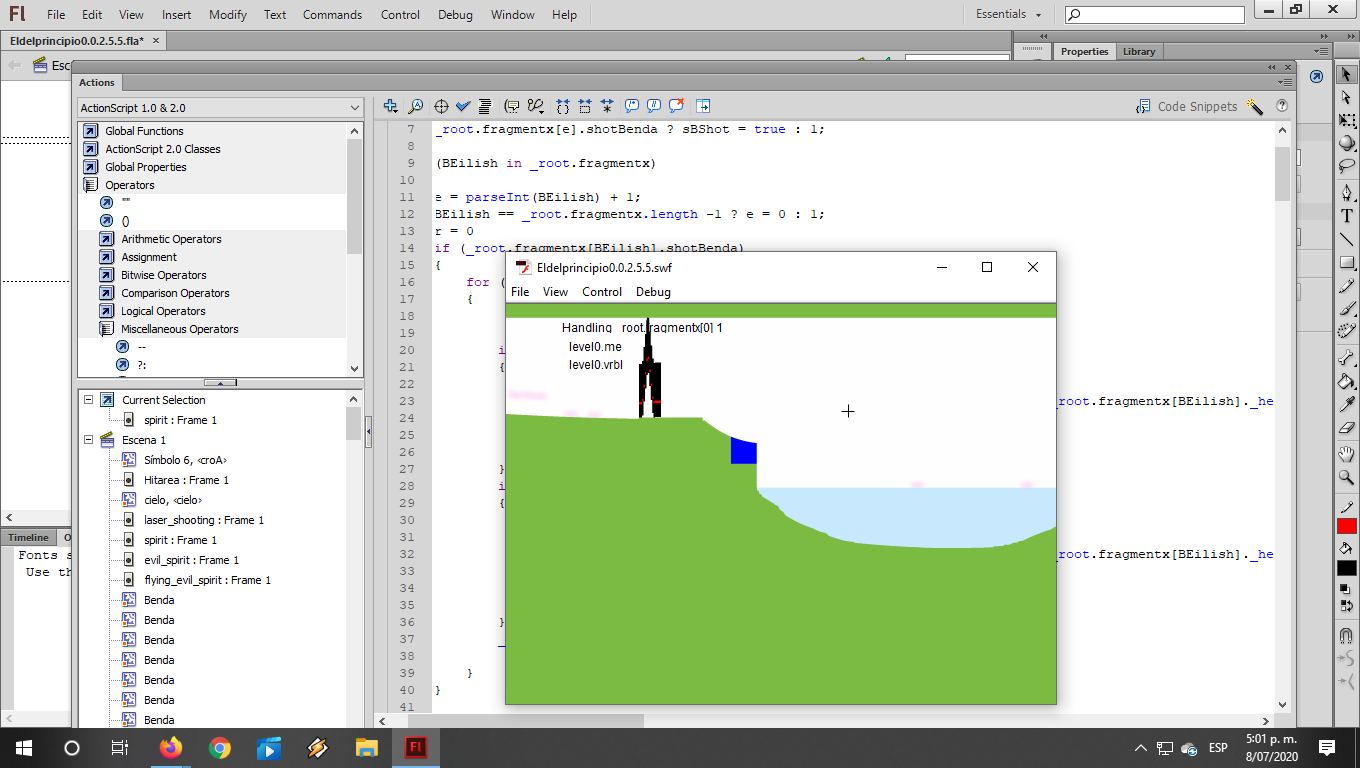 Fl File Edit View Insert Modify Text Commands Control Debug Window Help Essentials
Eldelprincipio0.0.2.5.5.fla* ×
Properties Library
Esc
Actions
ActionScript 1.0 & 2.0
Code Snippets
Global Functions
ActionScript 2.0 Classes
Global Properties
Operators
""
()
Arithmetic Operators
Assignment
Bitwise Operators
Comparison Operators
Logical Operators
Miscellaneous Operators
--
?:
Current Selection
spirit : Frame 1
Escena 1
Símbolo 6, <croA>
Hitarea : Frame 1
cielo, <cielo>
laser_shooting : Frame 1
spirit : Frame 1
evil_spirit : Frame 1
flying_evil_spirit : Frame 1
Benda
Benda
Benda
Benda
Benda
Benda
Benda
Timeline O
Fonts s
Use th
7 _root.fragmentx[e].shotBenda ? sBShot = true : 1;
8
9 (BEilish in _root.fragmentx)
10
11 e = parseInt(BEilish) + 1;
12 BEilish == _root.fragmentx.length -1 ? e = 0 : 1;
13 r = 0
14 if (_root.fragmentx[BEilish].shotBenda)
15 {
16 for (
17 {
18
19
20 i
21 {
22
23 _root.fragmentx[BEilish]._he
24
25
26
27 }
28 i
29 {
30
31
32 _root.fragmentx[BEilish]._he
33
34
35
36 }
37 _
38
39 }
40 }
41
Eldelprincipio0.0.2.5.5.swf
File View Control Debug
Handling _root.fragmentx[0] 1
level0.me
level0.vrbl
ESP
5:01 p. m.
8/07/2020
Fl